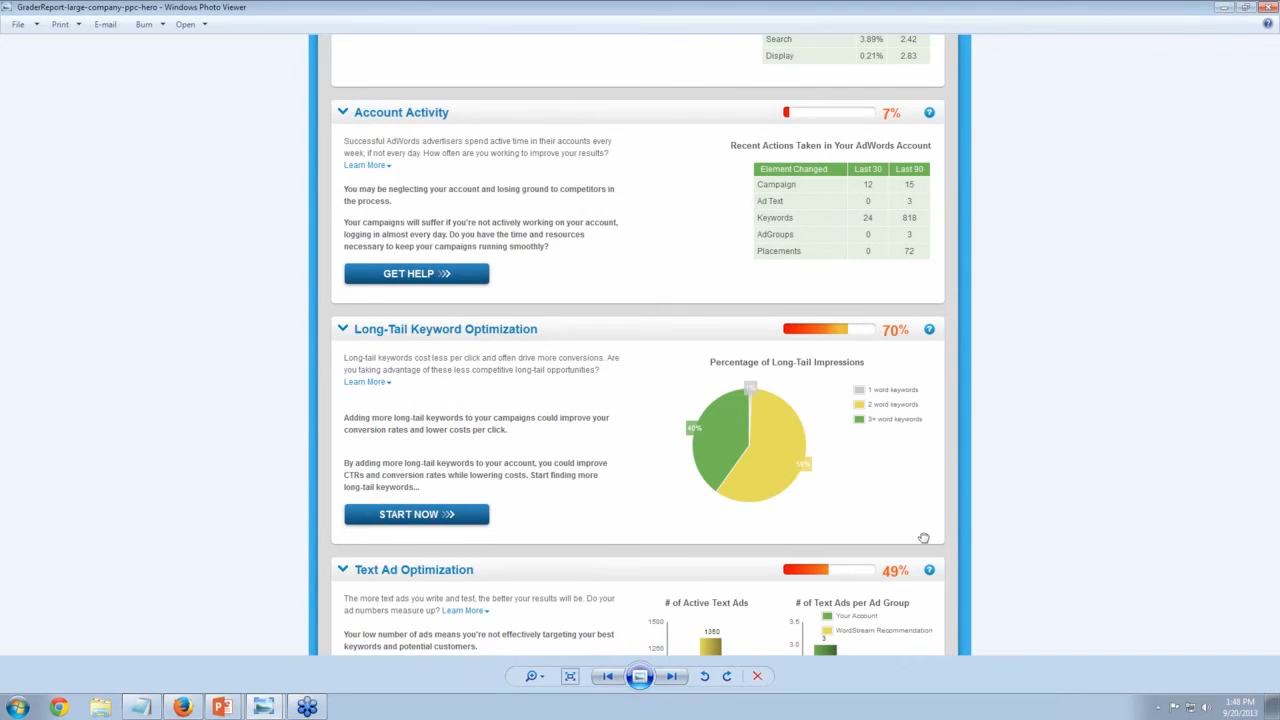 GraderReport-large-company-ppc-hero - Windows Photo Viewer
File Print E-mail Burn Open
Search 3.89% 2.42
Display 0.21% 2.83
Account Activity 7%
Successful AdWords advertisers spend active time in their accounts every
week, if not every day. How often are you working to improve your results?
Learn More
You may be neglecting your account and losing ground to competitors in
the process.
Your campaigns will suffer if you're not actively working on your account,
logging in almost every day. Do you have the time and resources
necessary to keep your campaigns running smoothly?
GET HELP
Recent Actions Taken in Your AdWords Account
Element Changed Last 30 Last 90
Campaign 12 15
Ad Text 0 3
Keywords 24 818
AdGroups 0 3
Placements 0 72
Long-Tail Keyword Optimization 70%
Long-tail keywords cost less per click and often drive more conversions. Are
you taking advantage of these less competitive long-tail opportunities?
Learn More
Adding more long-tail keywords to your campaigns could improve your
conversion rates and lower costs per click.
By adding more long-tail keywords to your account, you could improve
CTRs and conversion rates while lowering costs. Start finding more
long-tail keywords...
START NOW
Percentage of Long-Tail Impressions
1 word keywords
2 word keywords
3+ word keywords
40%
Text Ad Optimization 49%
The more text ads you write and test, the better your results will be. Do your
ad numbers measure up? Learn More
Your low number of ads means you're not effectively targeting your best
keywords and potential customers.
# of Active Text Ads
1500
1350
1250
# of Text Ads per Ad Group
Your Account
WordStream Recommendation
3.5
3
3.0
1:48 PM
9/20/2013